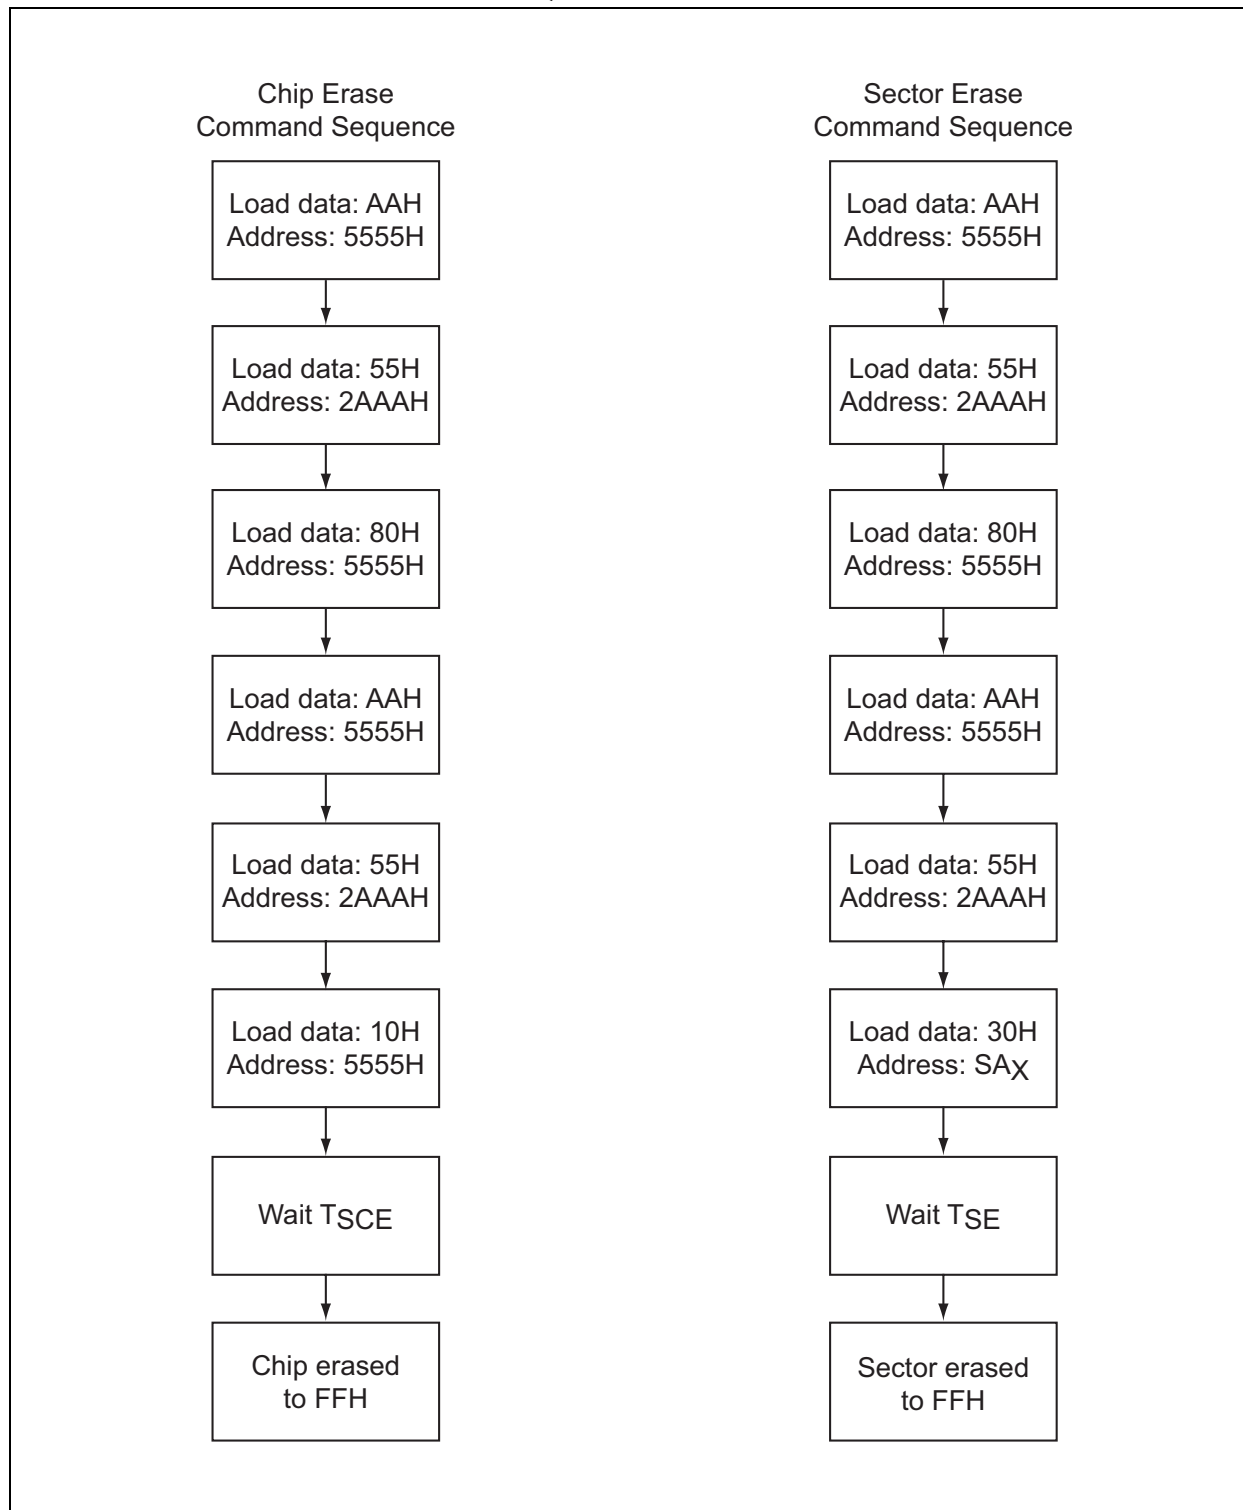 Chip Erase
Command Sequence
Load data: AAH
Address: 5555H
Load data: 55H
Address: 2AAAH
Load data: 80H
Address: 5555H
Load data: AAH
Address: 5555H
Load data: 55H
Address: 2AAAH
Load data: 10H
Address: 5555H
Wait TSCE
Chip erased
to FFH
Sector Erase
Command Sequence
Load data: AAH
Address: 5555H
Load data: 55H
Address: 2AAAH
Load data: 80H
Address: 5555H
Load data: AAH
Address: 5555H
Load data: 55H
Address: 2AAAH
Load data: 30H
Address: SAX
Wait TSE
Sector erased
to FFH